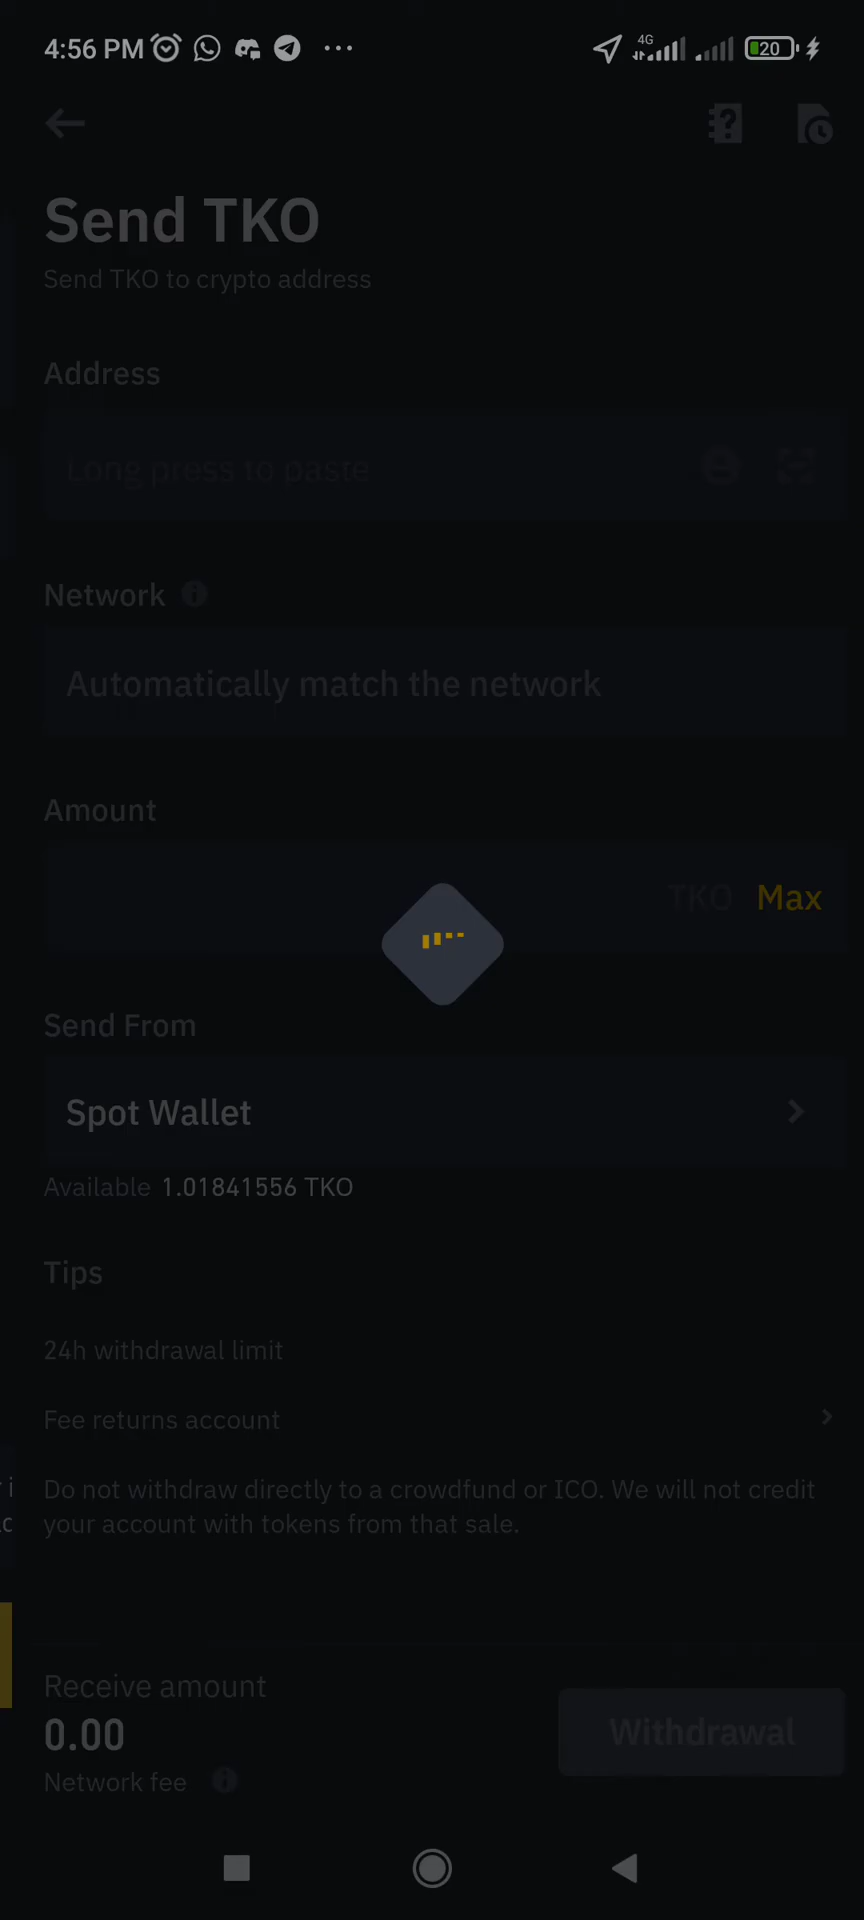 4:56 PM
4G
20
Send TKO
Send TKO to crypto address
Address
Long press to paste
Network
Automatically match the network
Amount
TKO Max
Send From
Spot Wallet
Available 1.01841556 TKO
Tips
24h withdrawal limit
Fee returns account
Do not withdraw directly to a crowdfund or ICO. We will not credit
your account with tokens from that sale.
Receive amount
0.00
Withdrawal
Network fee